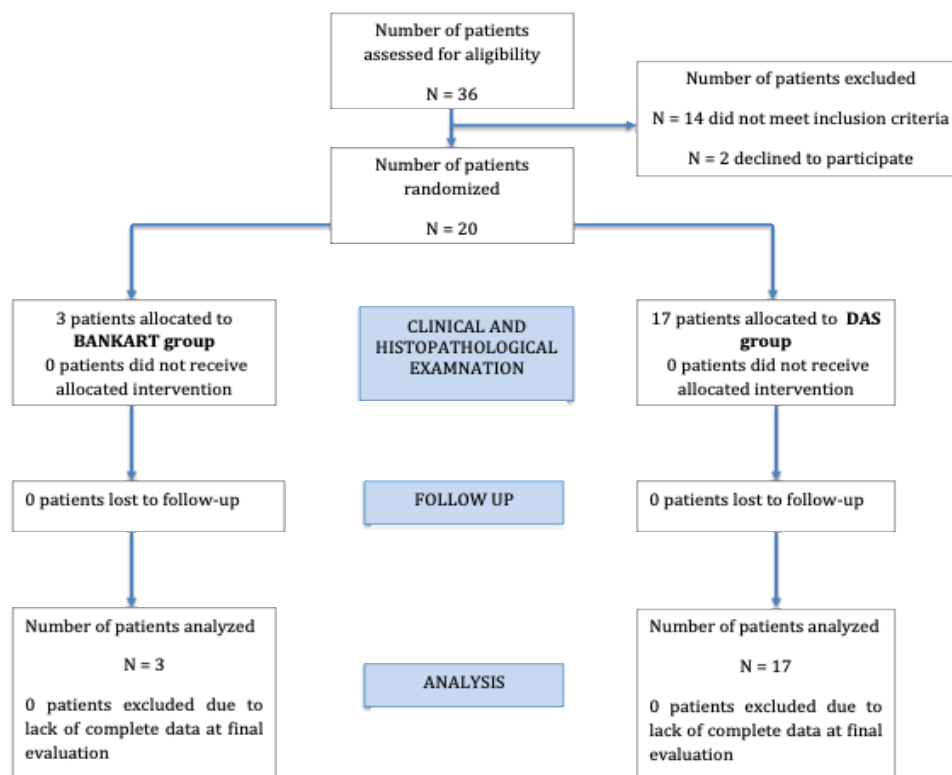 Number of patients
assessed for aligibility
N = 36
Number of patients excluded
N = 14 did not meet inclusion criteria
N = 2 declined to participate
Number of patients
randomized
N = 20
3 patients allocated to
BANKART group
0 patients did not receive
allocated intervention
CLINICAL AND
HISTOPATHOLOGICAL
EXAMNATION
17 patients allocated to DAS
group
0 patients did not receive
allocated intervention
0 patients lost to follow-up
FOLLOW UP
0 patients lost to follow-up
Number of patients analyzed
N = 3
0 patients excluded due to
lack of complete data at final
evaluation
ANALYSIS
Number of patients analyzed
N = 17
0 patients excluded due to
lack of complete data at final
evaluation